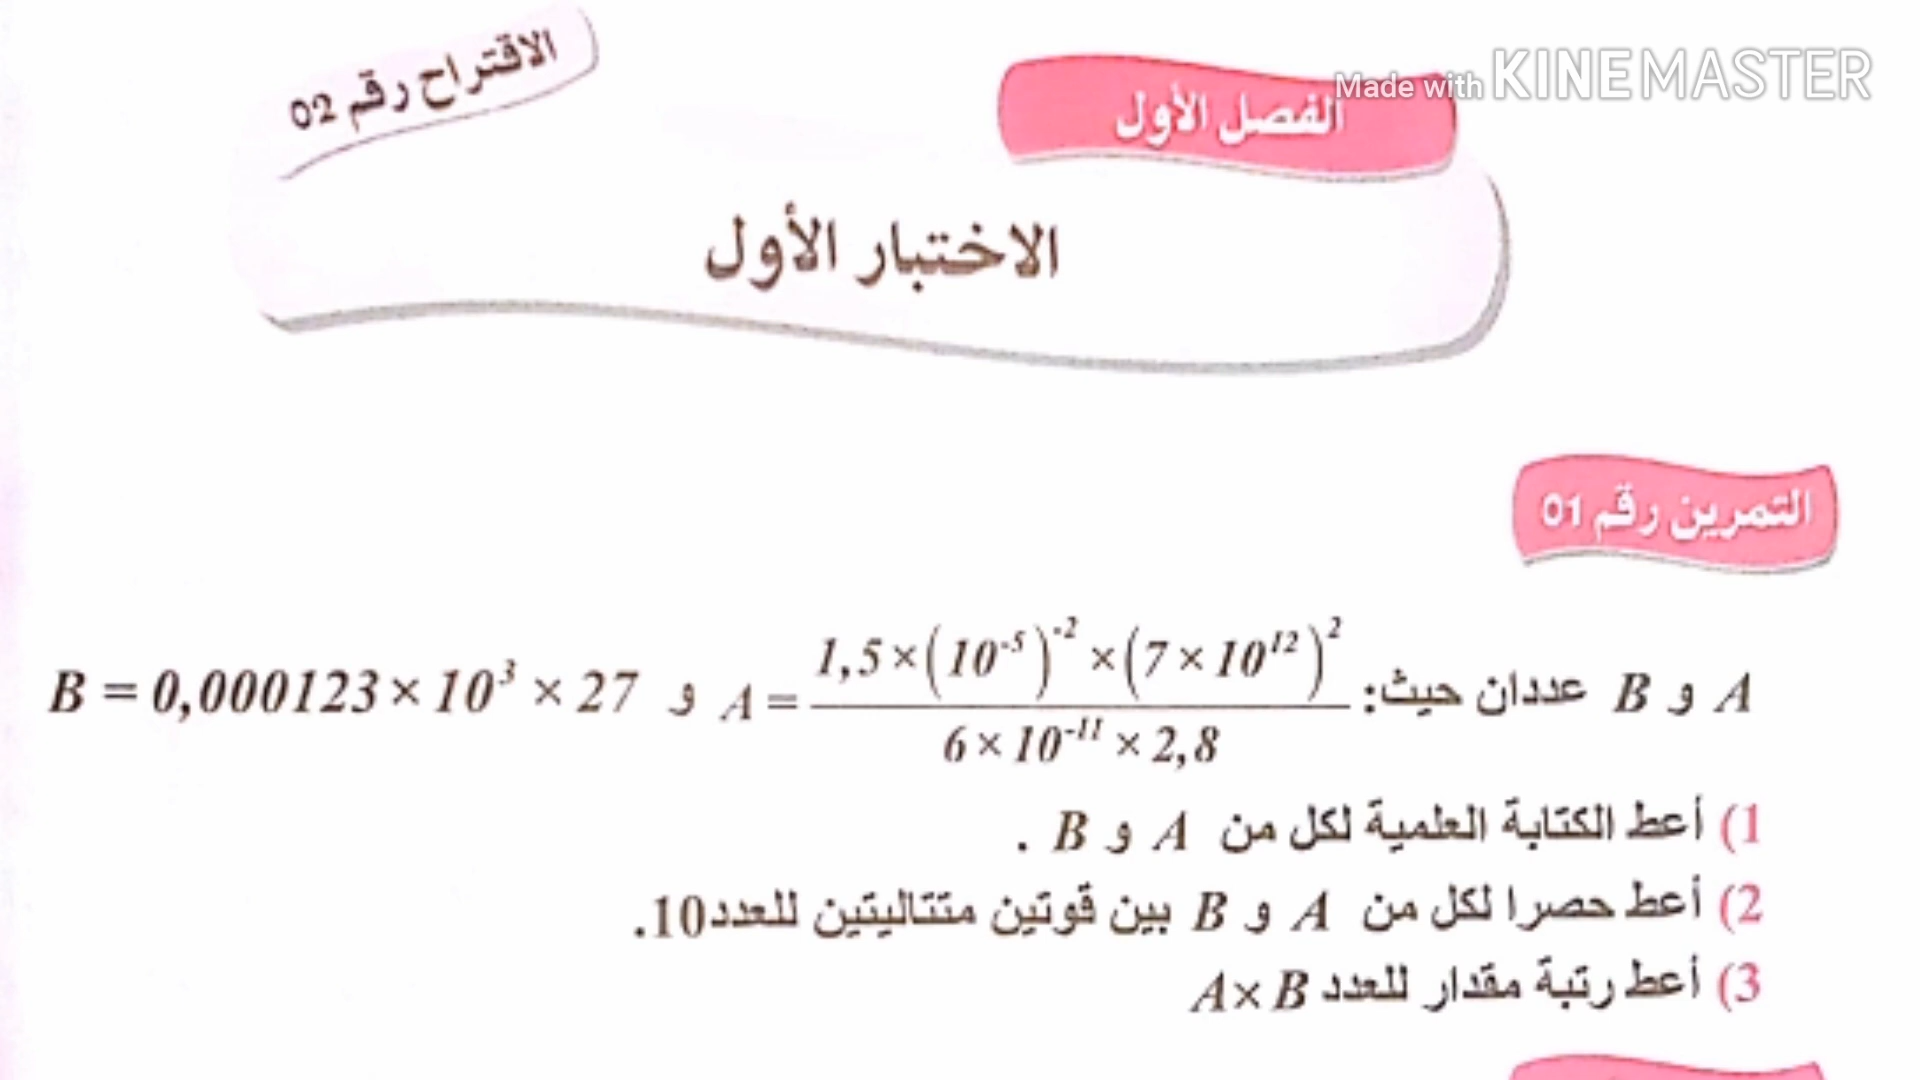 الاقتراح رقم 02
Made with KINEMASTER
الفصل الأول
الاختبار الأول
التمرين رقم 01
A و B عددان حيث: A = \frac{1,5×(10^{-5})^{-2}×(7×10^{12})^{2}}{6×10^{-11}×2,8} و B = 0,000123×10^{3}×27
1) أعط الكتابة العلمية لكل من A و B .
2) أعط حصرا لكل من A و B بين قوتين متتاليتين للعدد10.
3) أعط رتبة مقدار للعدد A×B